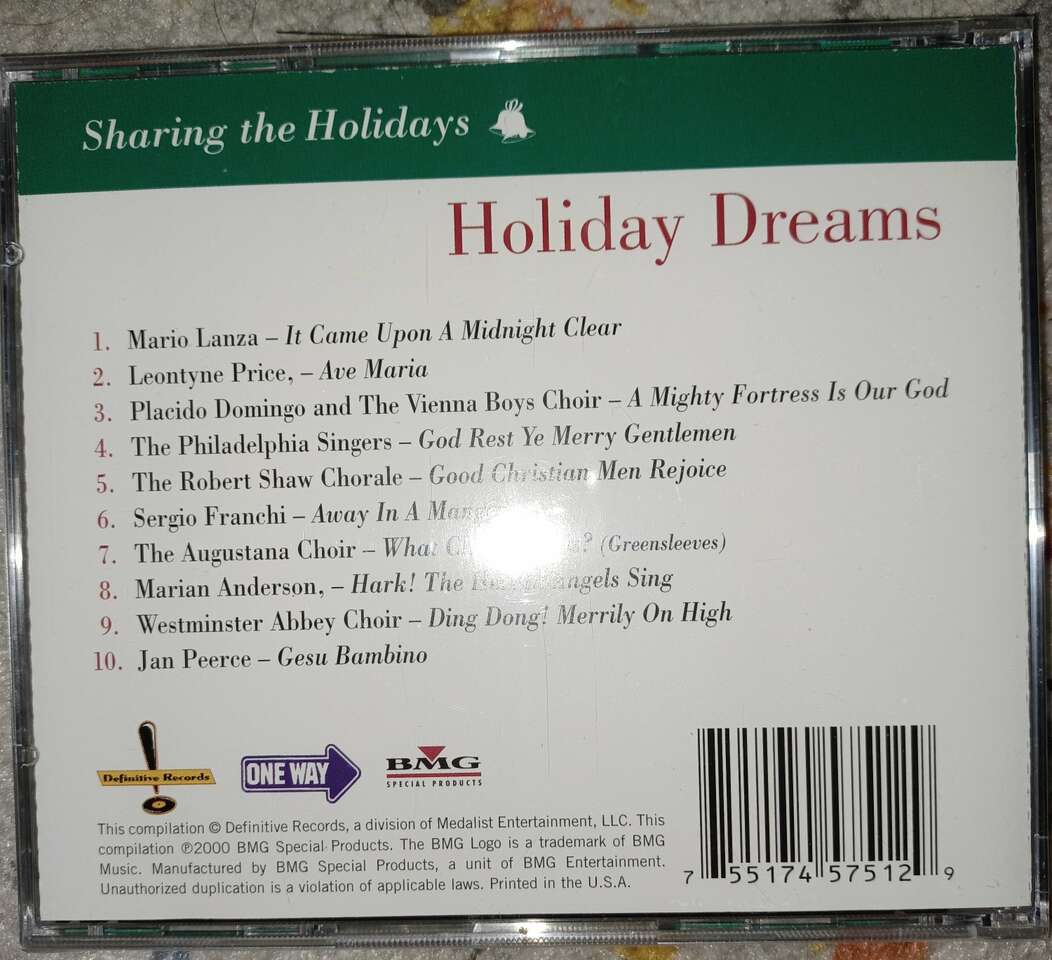 Sharing the Holidays
Holiday Dreams
1. Mario Lanza – It Came Upon A Midnight Clear
2. Leontyne Price, – Ave Maria
3. Placido Domingo and The Vienna Boys Choir – A Mighty Fortress Is Our God
4. The Philadelphia Singers – God Rest Ye Merry Gentlemen
5. The Robert Shaw Chorale – Good Christian Men Rejoice
6. Sergio Franchi – Away In A
7. The Augustana Choir – What (Greensleeves)
8. Marian Anderson, – Hark! The Angels Sing
9. Westminster Abbey Choir – Ding Dong! Merrily On High
10. Jan Peerce – Gesu Bambino
Definitive Records
ONE WAY
BMG
SPECIAL PRODUCTS
This compilation © Definitive Records, a division of Medalist Entertainment, LLC. This
compilation ℗2000 BMG Special Products. The BMG Logo is a trademark of BMG
Music. Manufactured by BMG Special Products, a unit of BMG Entertainment.
Unauthorized duplication is a violation of applicable laws. Printed in the U.S.A.
7 55174 57512 9